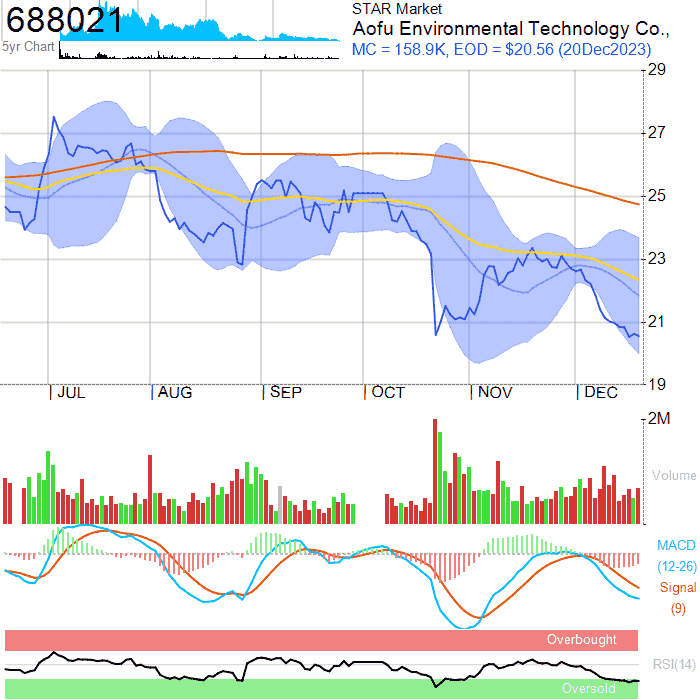 688021
STAR Market
Aofu Environmental Technology Co.,
5yr Chart
MC = 158.9K, EOD = $20.56 (20Dec2023)
29
27
25
23
21
19
JUL
AUG
SEP
OCT
NOV
DEC
2M
Volume
MACD
(12-26)
Signal
(9)
Overbought
RSI(14)
Oversold